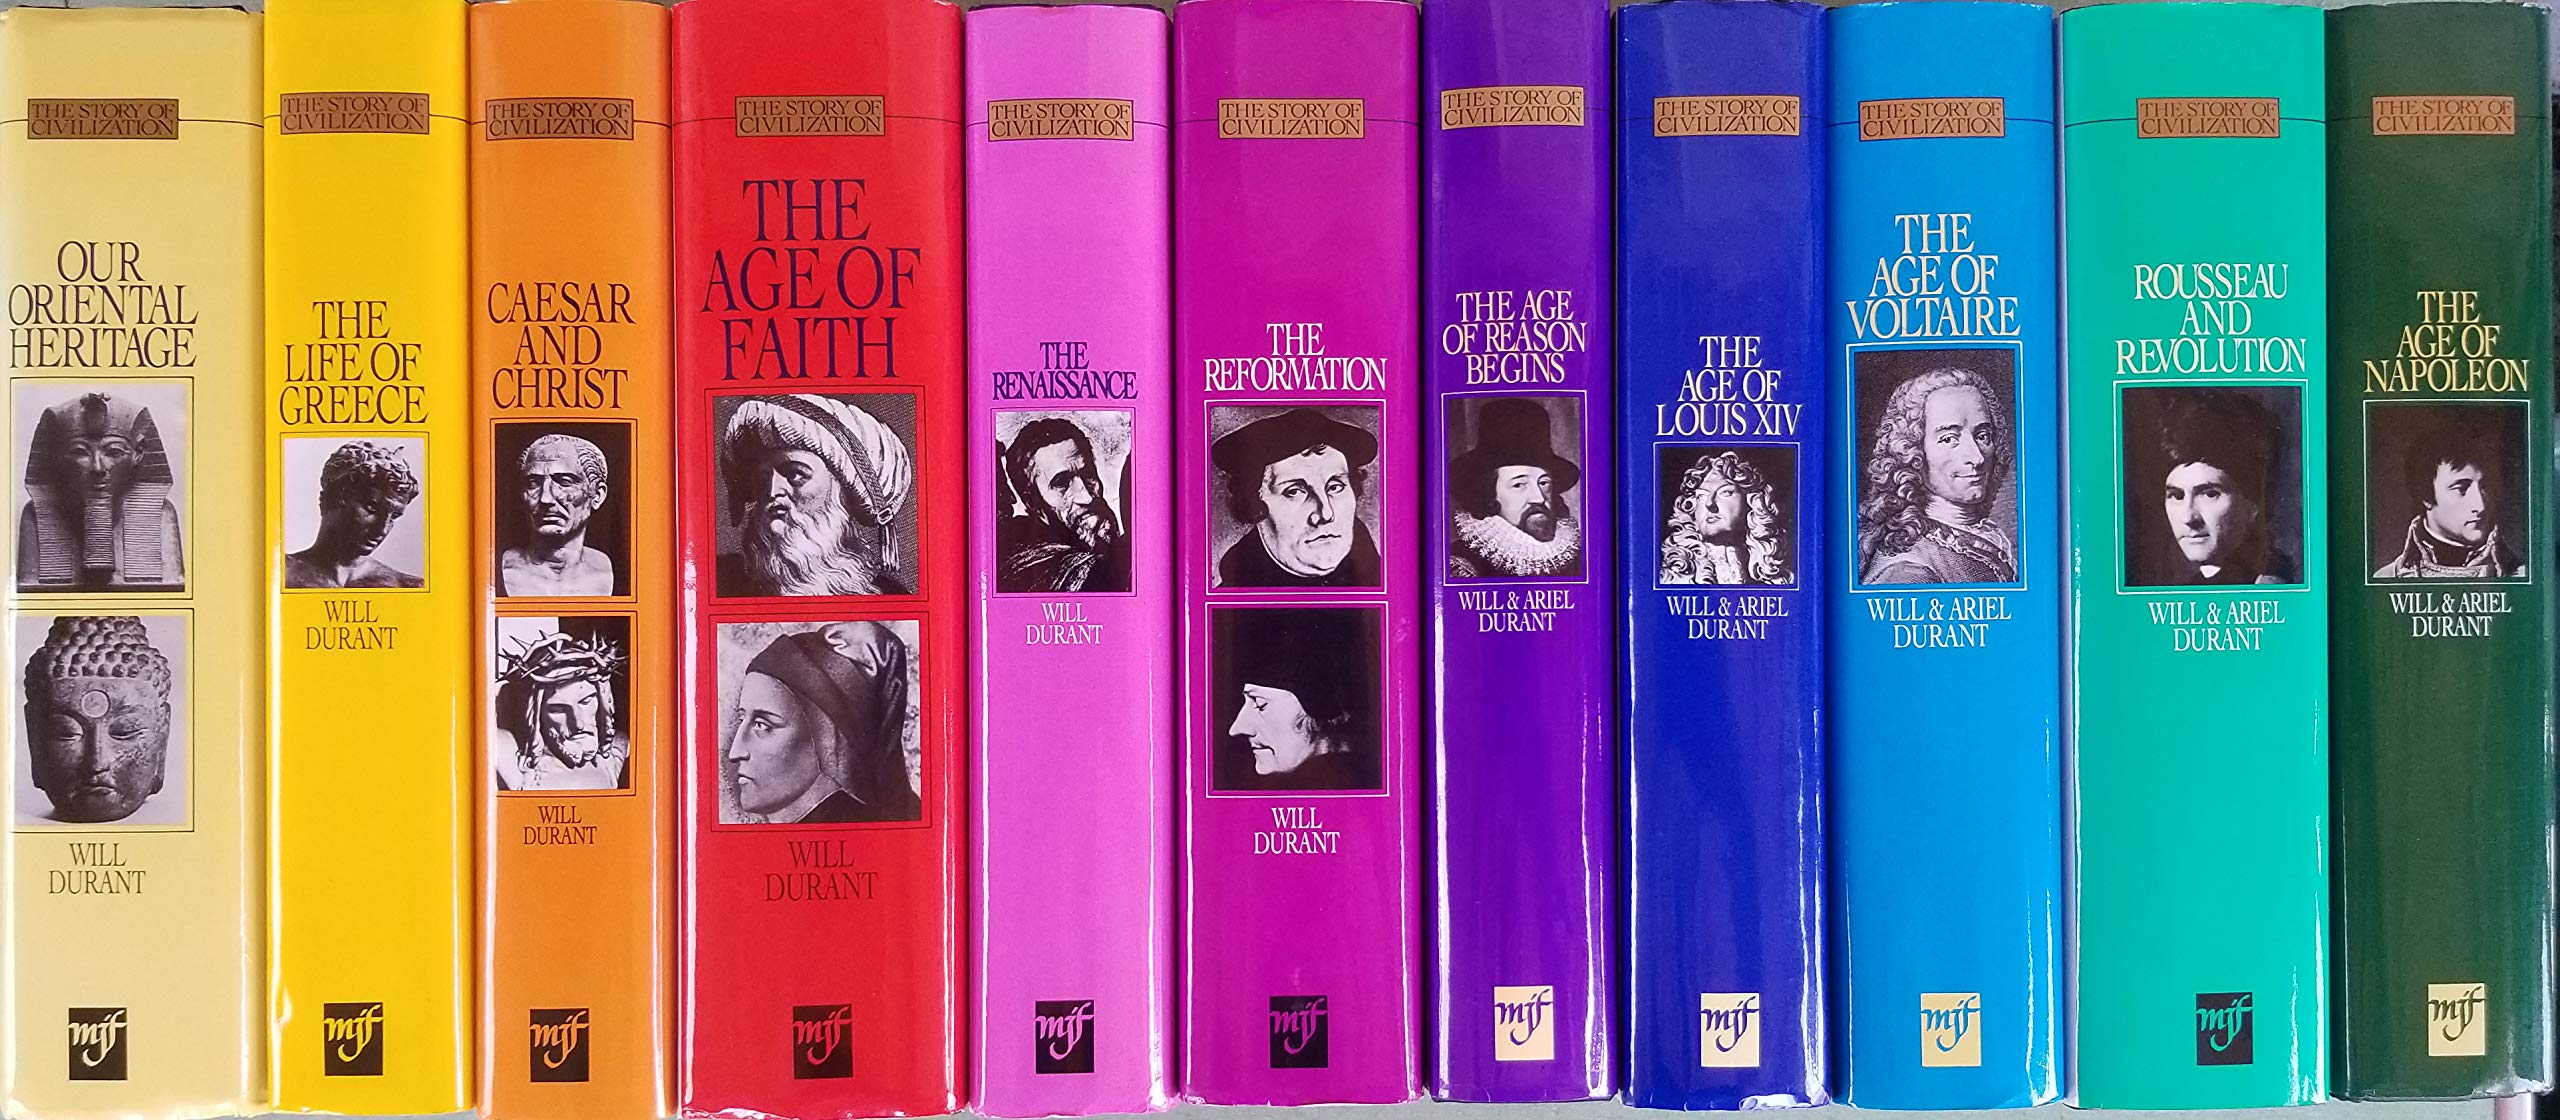 THE STORY OF
CIVILIZATION
OUR
ORIENTAL
HERITAGE
WILL
DURANT
mjf
THE STORY OF
CIVILIZATION
THE
LIFE OF
GREECE
WILL
DURANT
mjf
THE STORY OF
CIVILIZATION
CAESAR
AND
CHRIST
WILL
DURANT
mjf
THE STORY OF
CIVILIZATION
THE
AGE OF
FAITH
WILL
DURANT
mjf
THE STORY OF
CIVILIZATION
THE
RENAISSANCE
WILL
DURANT
mjf
THE STORY OF
CIVILIZATION
THE
REFORMATION
WILL
DURANT
mjf
THE STORY OF
CIVILIZATION
THE AGE
OF REASON
BEGINS
WILL & ARIEL
DURANT
mjf
THE STORY OF
CIVILIZATION
THE
AGE OF
LOUIS XIV
WILL & ARIEL
DURANT
mjf
THE STORY OF
CIVILIZATION
THE
AGE OF
VOLTAIRE
WILL & ARIEL
DURANT
mjf
THE STORY OF
CIVILIZATION
ROUSSEAU
AND
REVOLUTION
WILL & ARIEL
DURANT
mjf
THE STORY OF
CIVILIZATION
THE
AGE OF
NAPOLEON
WILL & ARIEL
DURANT
mjf